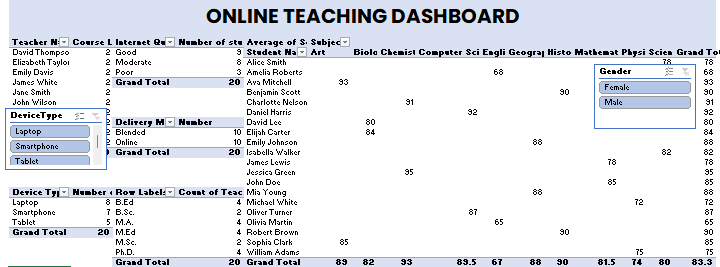 ONLINE TEACHING DASHBOARD
Teacher N Course L Internet Qu Number of stu Average of S Subjec
David Thompso 2 Good 9 Student Na Art Biolo Chemist Computer Sci Engli Geograp Histo Mathemat Physi Scien Grand To
Elizabeth Taylor 2 Moderate 8 Alice Smith 78 78
Emily Davis 2 Poor 3 Amelia Roberts 68
James White 2 Grand Total 20 Ava Mitchell 93 93
Jane Smith 2 Benjamin Scott 90 90
John Wilson 2 Charlotte Nelson 91 91
2 Delivery M Number Daniel Harris 92 92
2 Blended 10 David Lee 80 80
2 Online 10 Elijah Carter 84 84
Grand Total 20 Emily Johnson 88 88
Isabella Walker 82 82
James Lewis 78 78
Jessica Green 95 95
John Doe 85 85
Device Typ Number Row Labels Count of Teac Mia Young 88 88
Laptop 8 B.Ed 4 Michael White 72 72
Smartphone 7 B.Sc. 2 Oliver Turner 87 87
Tablet 5 M.A. 4 Olivia Martin 65 65
Grand Total 20 M.Ed 4 Robert Brown 90 90
M.Sc. 2 Sophia Clark 85 85
Ph.D. 4 William Adams 75 75
Grand Total 20 Grand Total 89 82 93 89.5 67 88 90 81.5 74 80 83.3
DeviceType
Laptop
Smartphone
Tablet
Gender
Female
Male